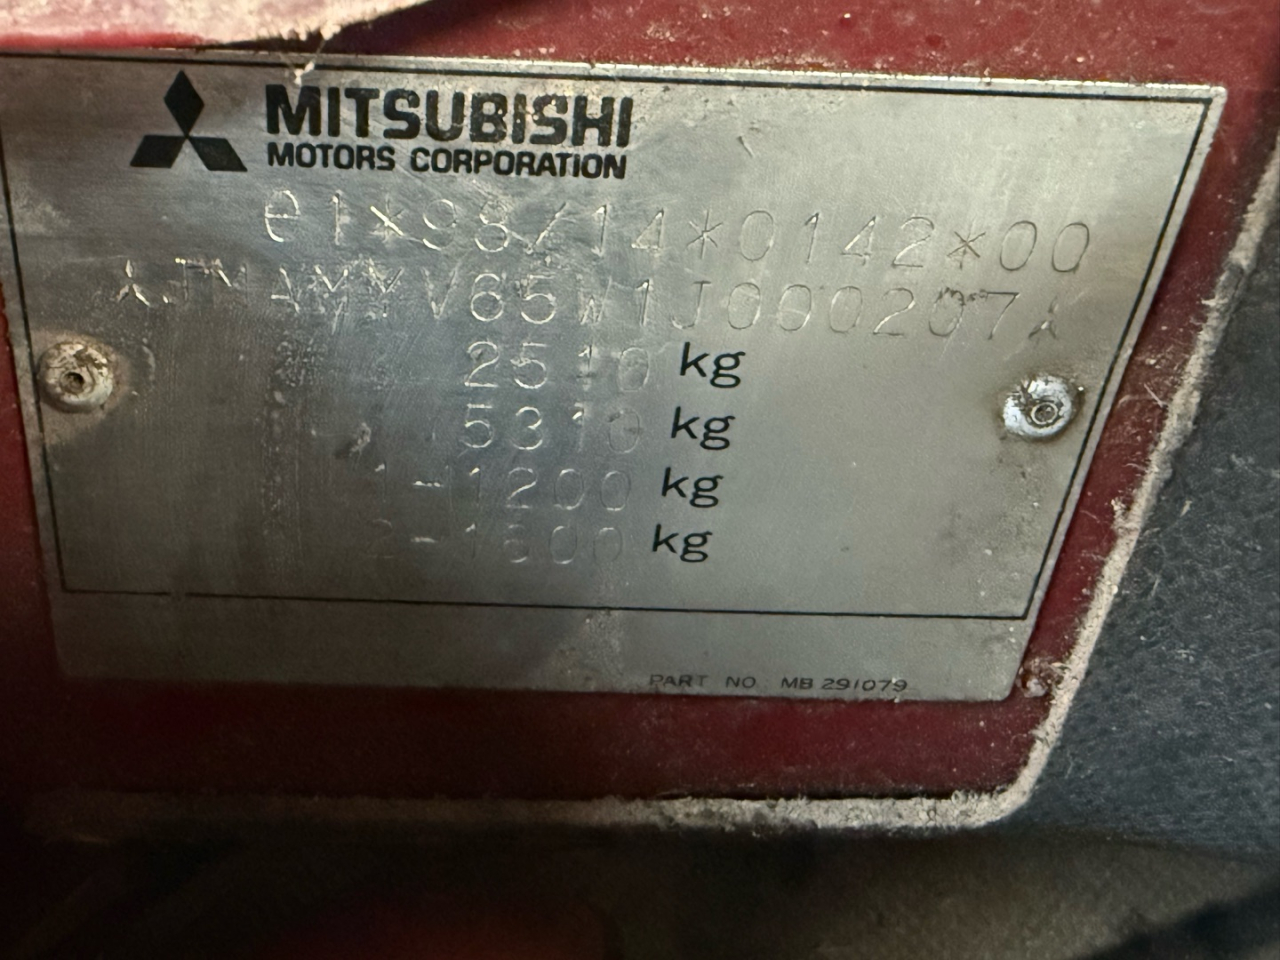 MITSUBISHI
MOTORS CORPORATION
e1*98/14*0142*00
*JMAMYV65W1J000207*
2510 kg
5310 kg
1-1200 kg
2-1600 kg
PART NO MB 291079